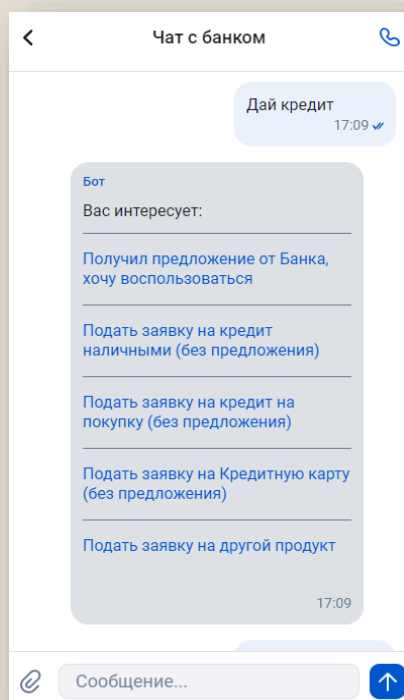 Чат с банком
Дай кредит
17:09
Бот
Вас интересует:
Получил предложение от Банка,
хочу воспользоваться
Подать заявку на кредит
наличными (без предложения)
Подать заявку на кредит на
покупку (без предложения)
Подать заявку на Кредитную карту
(без предложения)
Подать заявку на другой продукт
17:09
Сообщение...